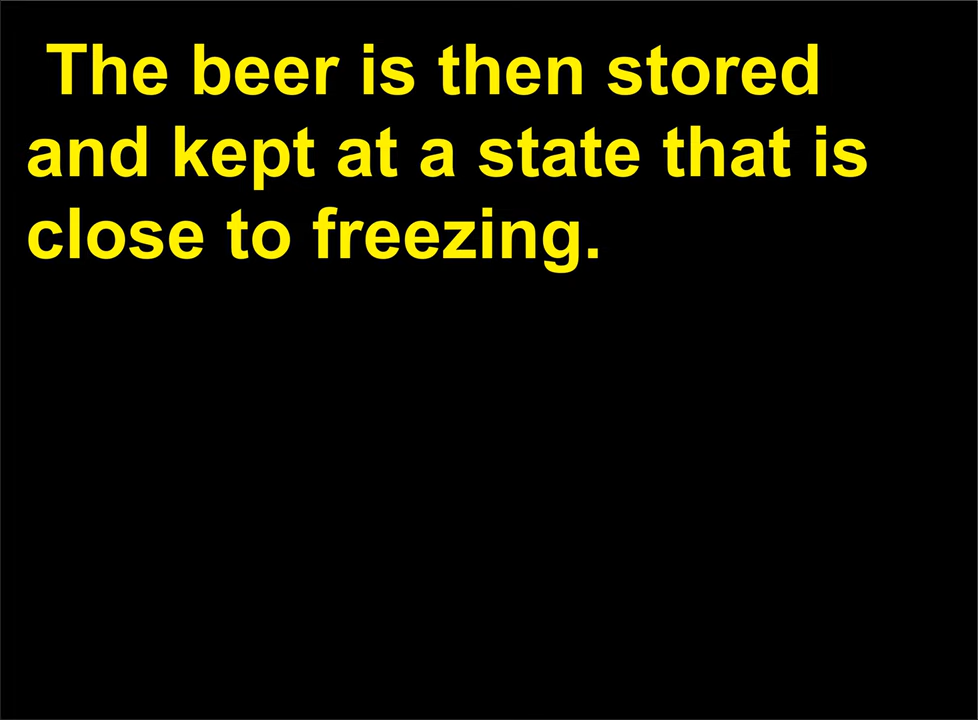 The beer is then stored
and kept at a state that is
close to freezing.